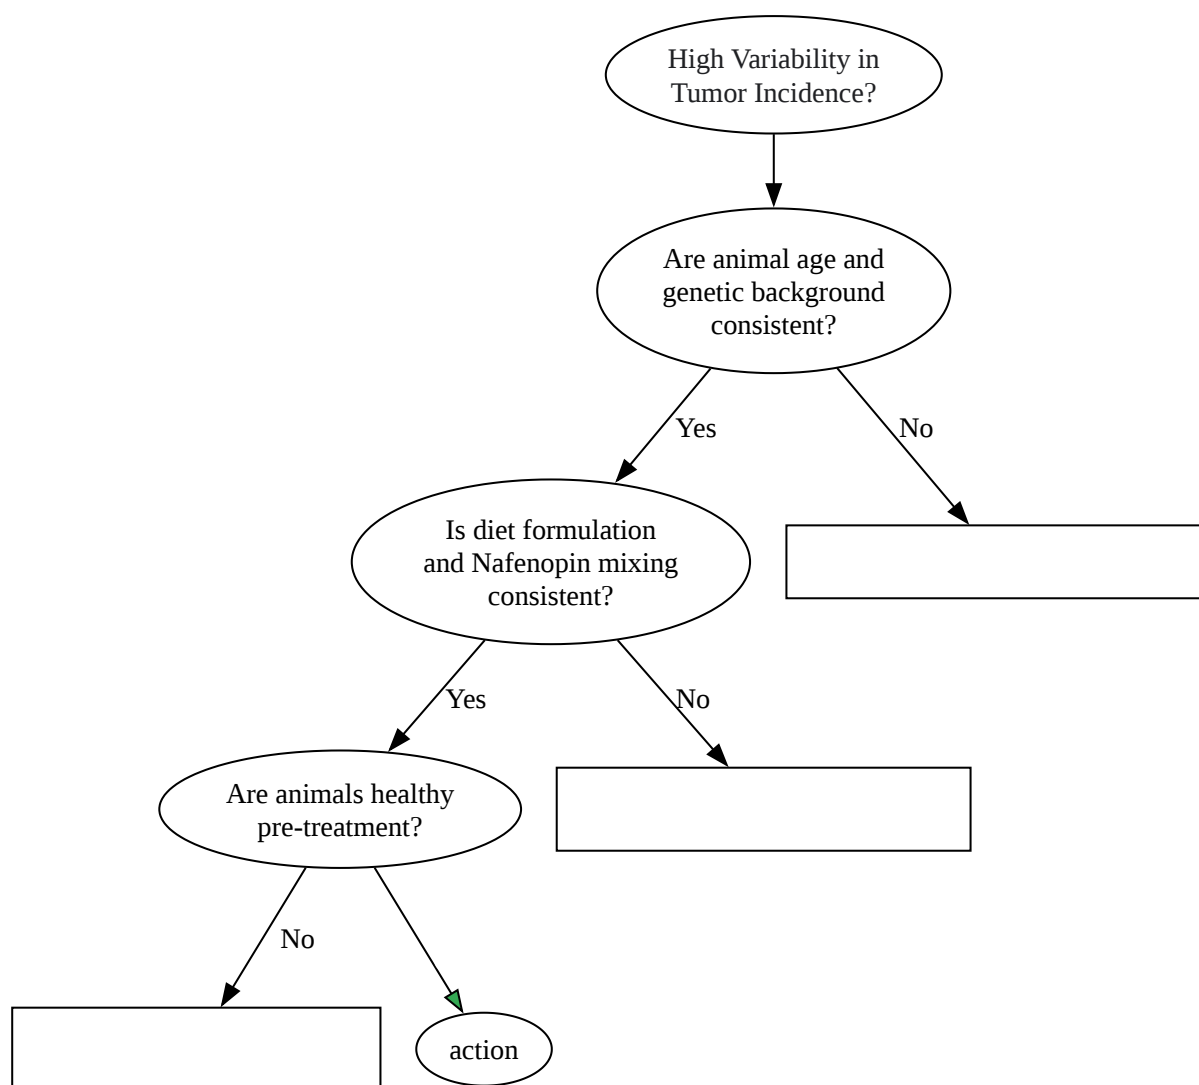 High Variability in
Tumor Incidence?
Are animal age and
genetic background
consistent?
Yes
No
Is diet formulation
and Nafenopin mixing
consistent?
Yes
No
Are animals healthy
pre-treatment?
No
action